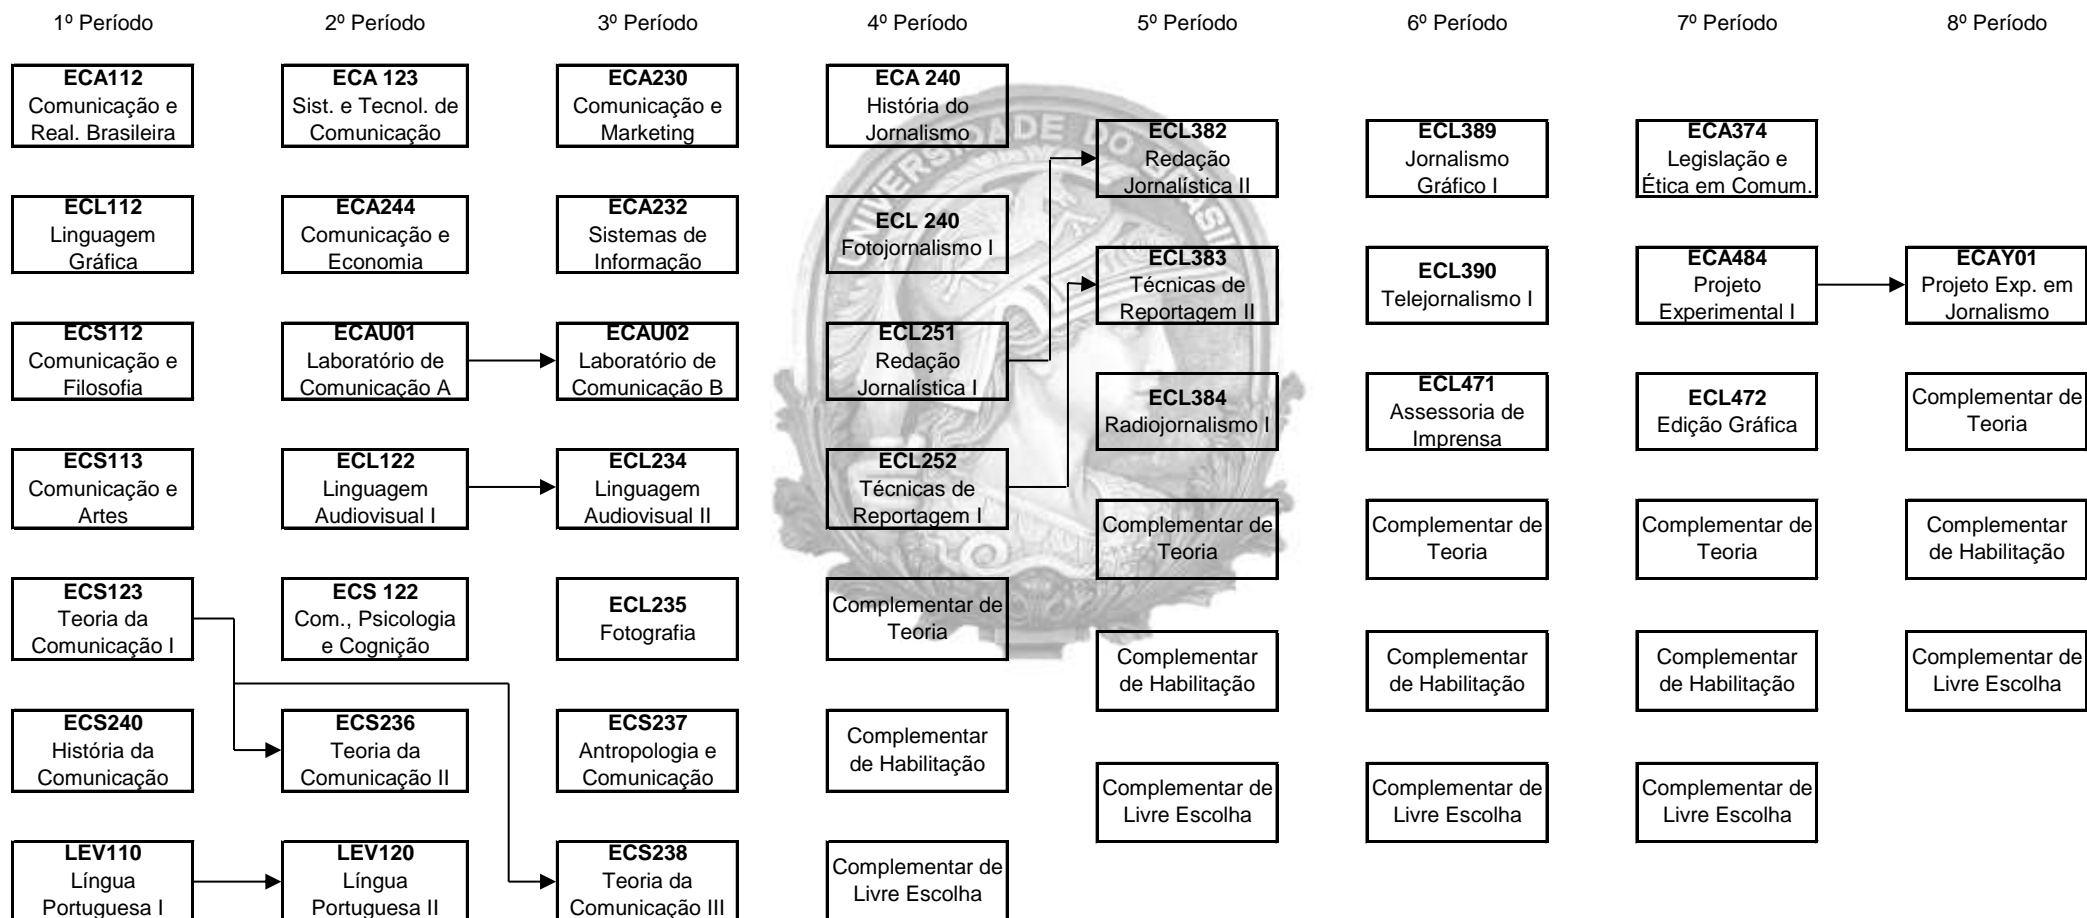 1º Período
2º Período
3º Período
4º Período
5º Período
6º Período
7º Período
8º Período
ECA112
Comunicação e
Real. Brasileira
ECL112
Linguagem
Gráfica
ECS112
Comunicação e
Filosofia
ECS113
Comunicação e
Artes
ECS123
Teoria da
Comunicação I
ECS240
História da
Comunicação
LEV110
Língua
Portuguesa I
ECA 123
Sist. e Tecnol. de
Comunicação
ECA244
Comunicação e
Economia
ECAU01
Laboratório de
Comunicação A
ECL122
Linguagem
Audiovisual I
ECS 122
Com., Psicologia
e Cognição
ECS236
Teoria da
Comunicação II
LEV120
Língua
Portuguesa II
ECA230
Comunicação e
Marketing
ECA232
Sistemas de
Informação
ECAU02
Laboratório de
Comunicação B
ECL234
Linguagem
Audiovisual II
ECL235
Fotografia
ECS237
Antropologia e
Comunicação
ECS238
Teoria da
Comunicação III
ECA 240
História do
Jornalismo
ECL 240
Fotojornalismo I
ECL251
Redação
Jornalística I
ECL252
Técnicas de
Reportagem I
Complementar de
Teoria
Complementar
de Habilitação
Complementar de
Livre Escolha
ECL382
Redação
Jornalística II
ECL383
Técnicas de
Reportagem II
ECL384
Radiojornalismo I
Complementar de
Teoria
Complementar
de Habilitação
Complementar de
Livre Escolha
ECL389
Jornalismo
Gráfico I
ECL390
Telejornalismo I
ECL471
Assessoria de
Imprensa
Complementar de
Teoria
Complementar
de Habilitação
Complementar de
Livre Escolha
ECA374
Legislação e
Ética em Comum.
ECA484
Projeto
Experimental I
ECL472
Edição Gráfica
Complementar de
Teoria
Complementar
de Habilitação
Complementar de
Livre Escolha
ECAY01
Projeto Exp. em
Jornalismo
Complementar de
Teoria
Complementar
de Habilitação
Complementar de
Livre Escolha
UNIVERSIDADE DO BRASIL